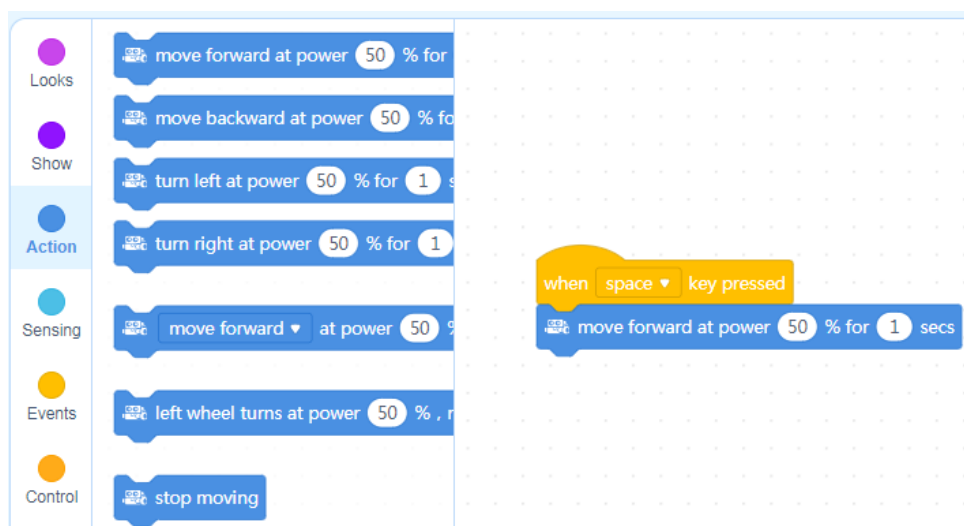 Looks
Show
Action
Sensing
Events
Control
move forward at power 50 % for
move backward at power 50 % fo
turn left at power 50 % for 1 s
turn right at power 50 % for 1
move forward at power 50 %
left wheel turns at power 50 % , r
stop moving
when space key pressed
move forward at power 50 % for 1 secs